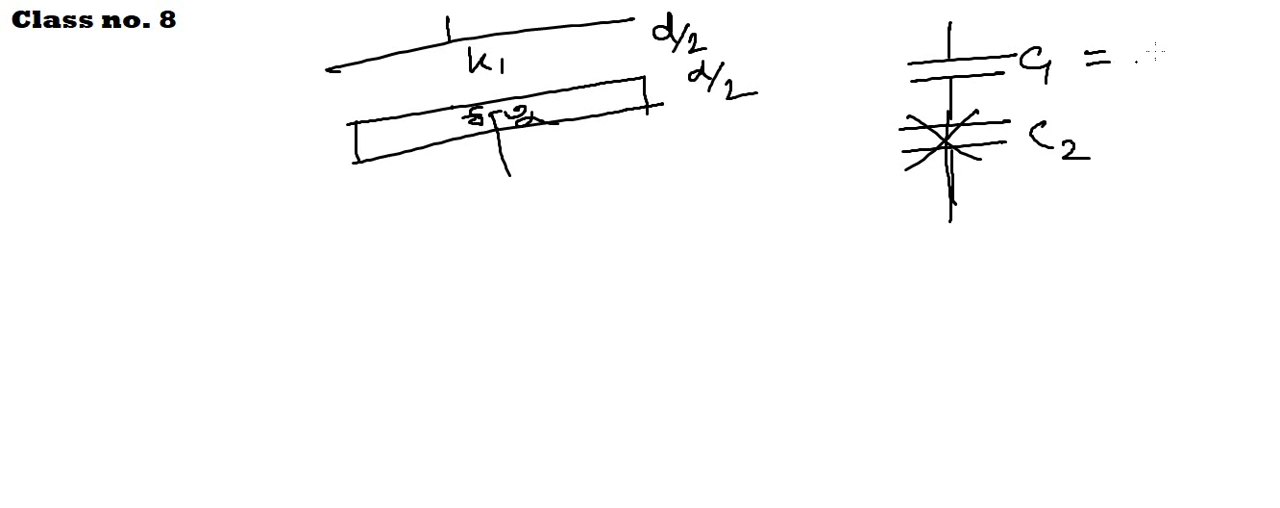 Class no. 8
d/2
K1
d/2
C1 =
C2